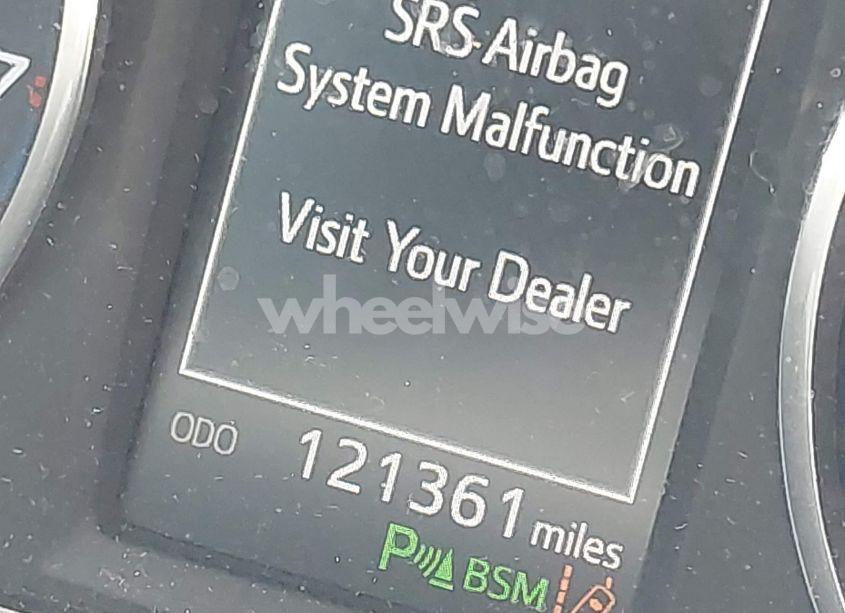 SRS Airbag
System Malfunction
Visit Your Dealer
wheelwise
ODO 121361 miles
P BSM